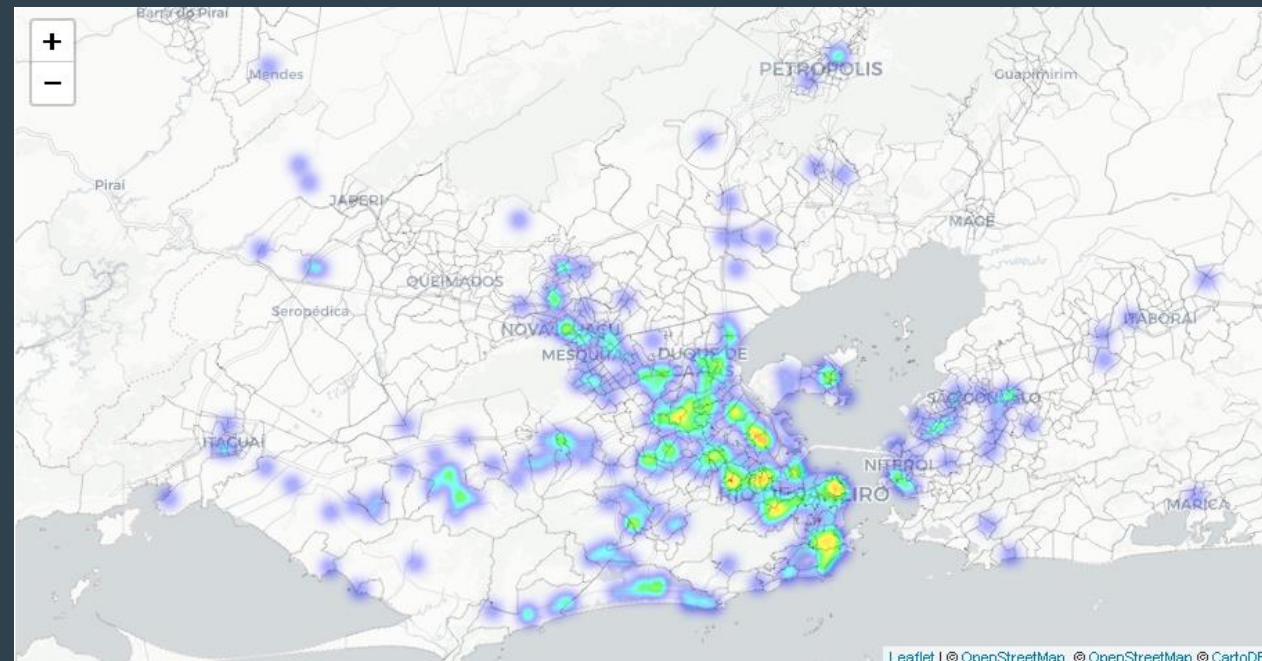 Barra do Piraí
+
−
Mendes
PETRÓPOLIS
Guapimirim
Piraí
JAPERI
MAGÉ
QUEIMADOS
Seropédica
NOVA IGUAÇU
ITABORAÍ
MESQUITA
DUQUE DE
CAXIAS
SÃO GONÇALO
ITAGUAÍ
NITERÓI
RIO DE JANEIRO
MARICÁ
Leaflet | © OpenStreetMap, © OpenStreetMap © CartoDB